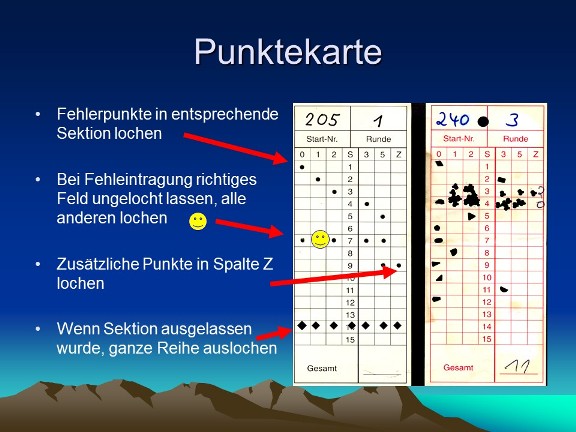 Punktekarte
• Fehlerpunkte in entsprechende
Sektion lochen
• Bei Fehleintragung richtiges
Feld ungelocht lassen, alle
anderen lochen
• Zusätzliche Punkte in Spalte Z
lochen
• Wenn Sektion ausgelassen
wurde, ganze Reihe auslochen
205 1
Start-Nr. Runde
0 1 2 S 3 5 Z
1
2
3
4
5
6
7
8
9
10
11
12
13
14
15
Gesamt
240 3
Start-Nr. Runde
0 1 2 S 3 5 Z
1
2
3
4
5
6
7
8
9
10
11
12
13
14
15
Gesamt 11